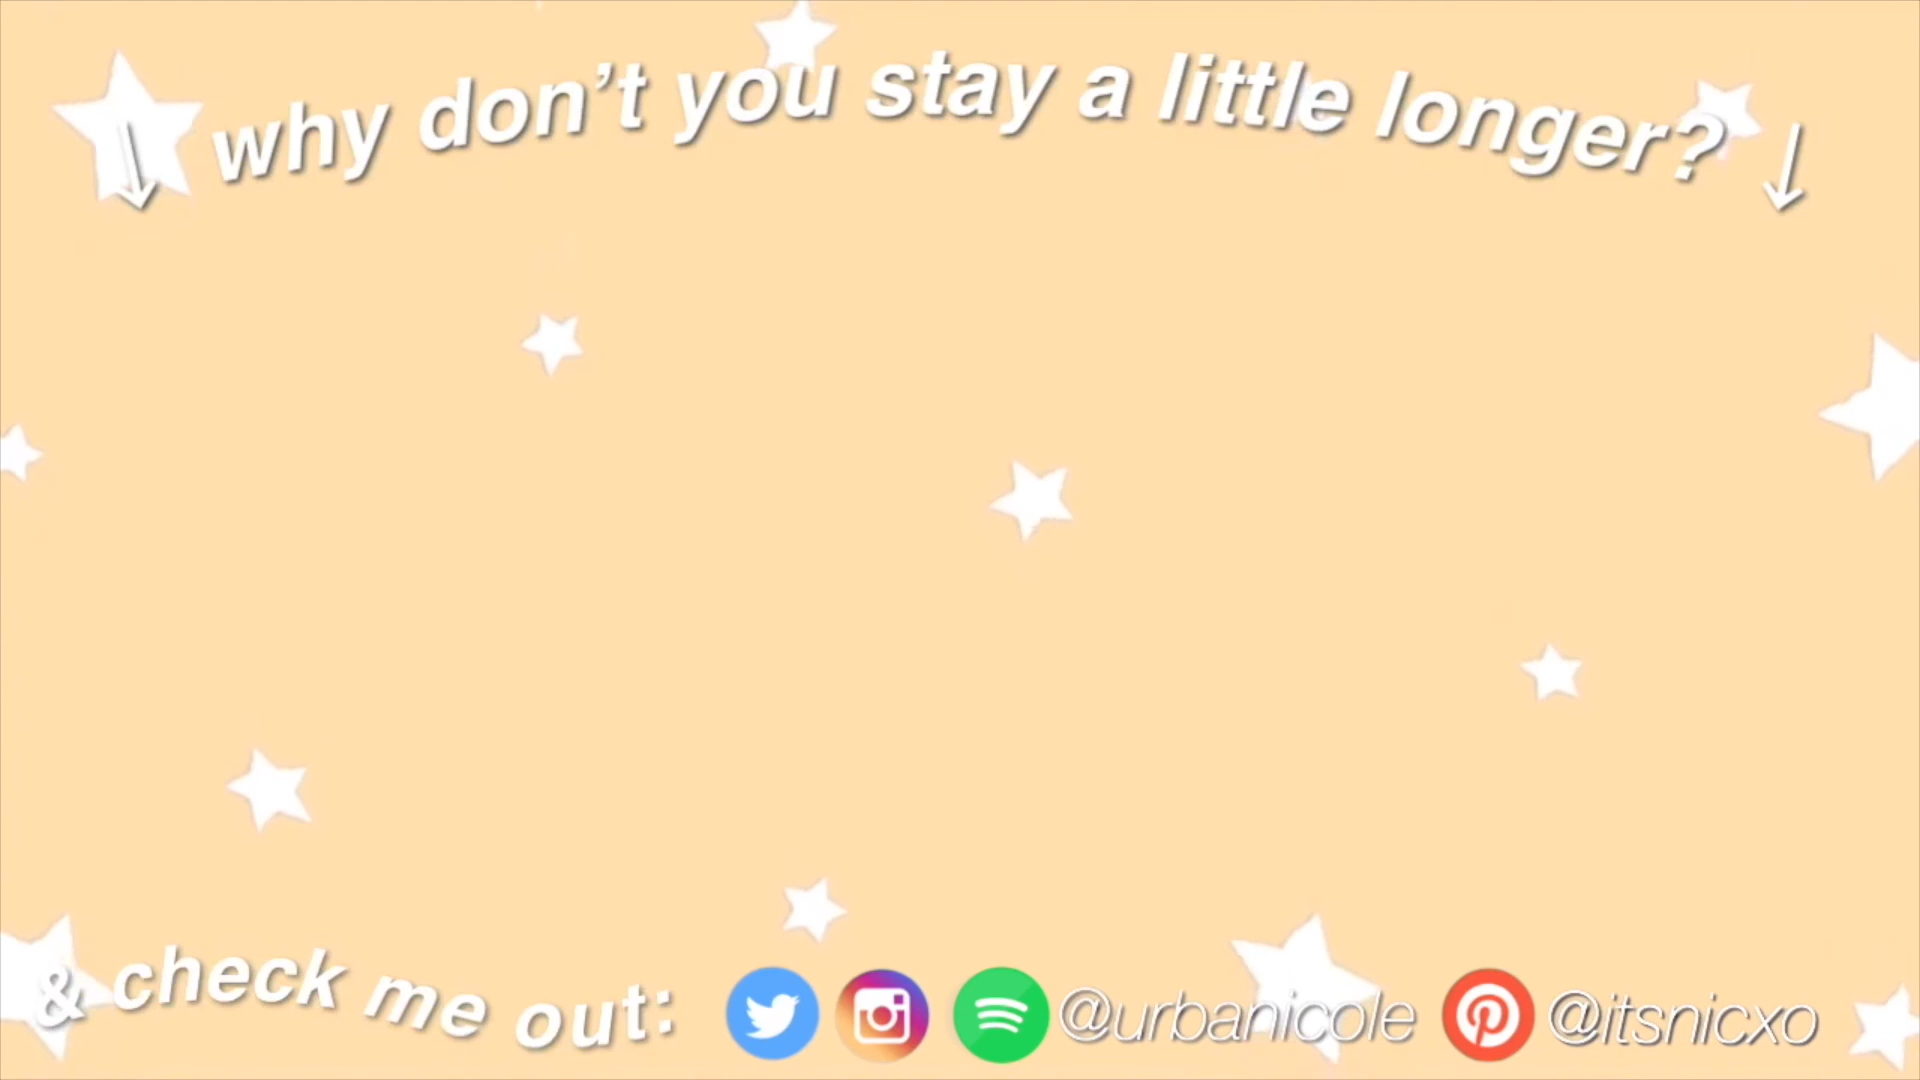 ↓ why don't you stay a little longer? ↓
& check me out: @urbanicole @itsnicxo